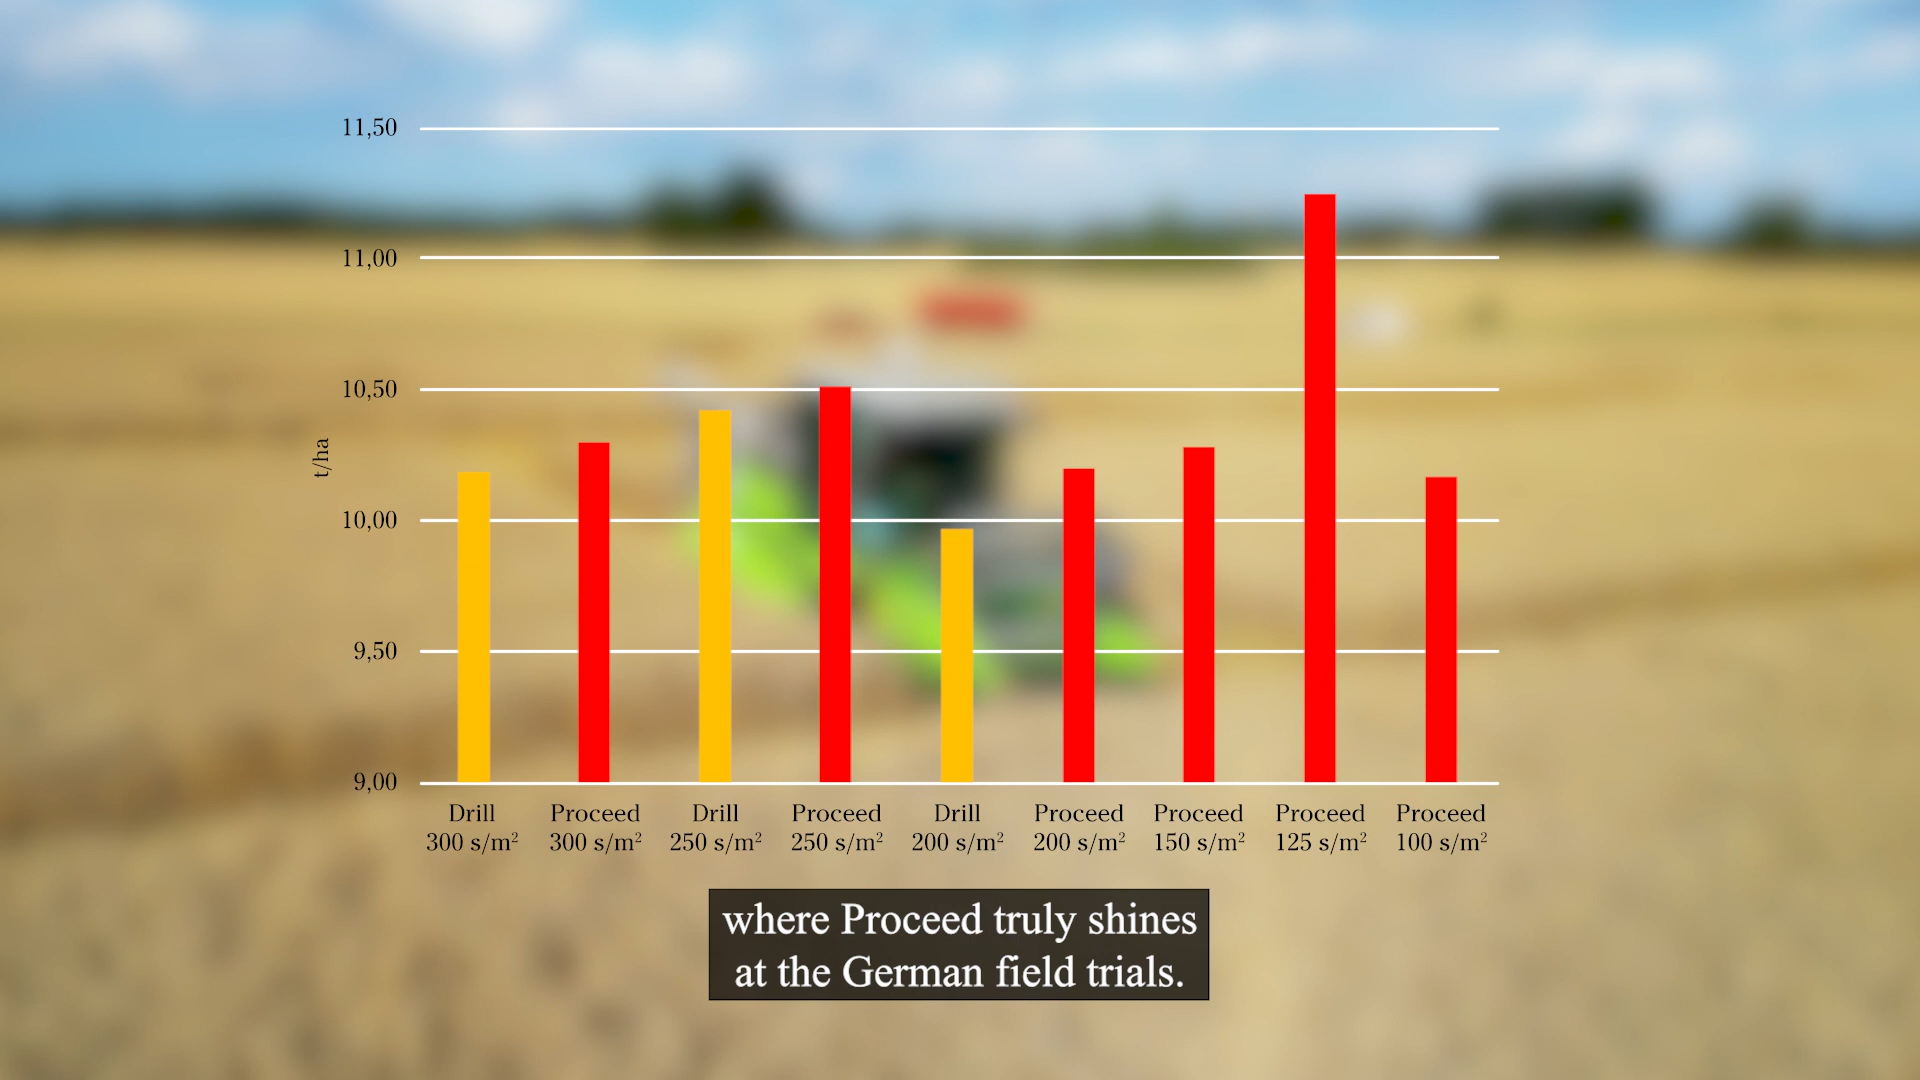 11,50
11,00
10,50
t/ha
10,00
9,50
9,00
Drill
300 s/m²
Proceed
300 s/m²
Drill
250 s/m²
Proceed
250 s/m²
Drill
200 s/m²
Proceed
200 s/m²
Proceed
150 s/m²
Proceed
125 s/m²
Proceed
100 s/m²
where Proceed truly shines
at the German field trials.